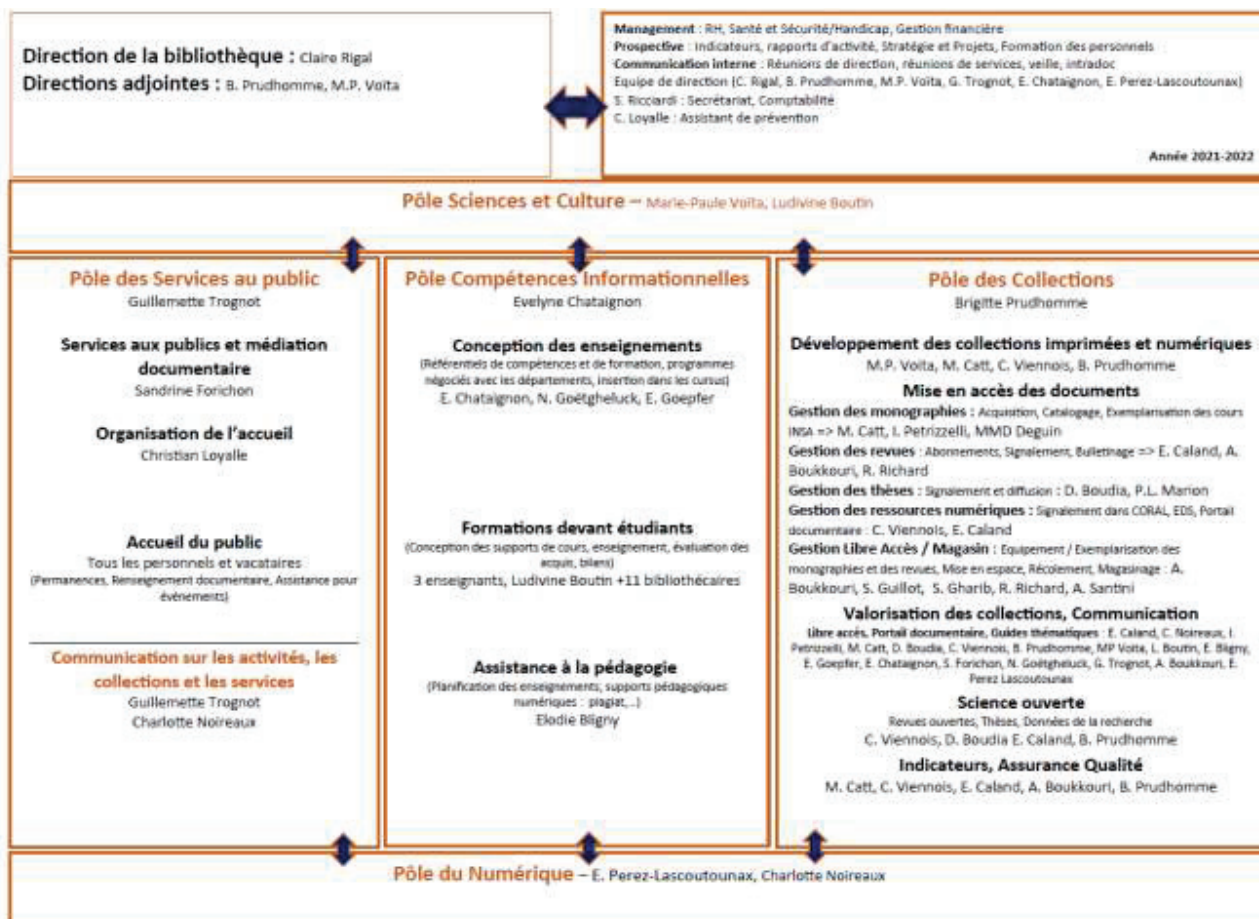 Direction de la bibliothèque : Claire Rigal
Directions adjointes : B. Prudhomme, M.P. Voïta
Management : RH, Santé et Sécurité/Handicap, Gestion financière
Prospective : Indicateurs, rapports d'activité, Stratégie et Projets, Formation des personnels
Communication interne : Réunions de direction, réunions de services, veille, intradoc
Equipe de direction (C. Rigal, B. Prudhomme, M.P. Voïta, G. Trognot, E. Chataignon, E. Perez-Lascoutounax)
S. Ricciardi : Secrétariat, Comptabilité
C. Loyalle : Assistant de prévention
Année 2021-2022
Pôle Sciences et Culture – Marie-Paule Voïta, Ludivine Boutin
Pôle des Services au public
Guillemette Trognot
Services aux publics et médiation
documentaire
Sandrine Forichon
Organisation de l'accueil
Christian Loyalle
Accueil du public
Tous les personnels et vacataires
(Permanences, Renseignement documentaire, Assistance pour
événements)
Communication sur les activités, les
collections et les services
Guillemette Trognot
Charlotte Noireaux
Pôle Compétences Informationnelles
Evelyne Chataignon
Conception des enseignements
(Référentiels de compétences et de formation, programmes
négociés avec les départements, insertion dans les cursus)
E. Chataignon, N. Goëtgheluck, E. Goepfer
Formations devant étudiants
(Conception des supports de cours, enseignement, évaluation des
acquis, bilans)
3 enseignants, Ludivine Boutin +11 bibliothécaires
Assistance à la pédagogie
(Planification des enseignements, supports pédagogiques
numériques : plagiat,..)
Elodie Bligny
Pôle des Collections
Brigitte Prudhomme
Développement des collections imprimées et numériques
M.P. Voïta, M. Catt, C. Viennois, B. Prudhomme
Mise en accès des documents
Gestion des monographies : Acquisition, Catalogage, Exemplarisation des cours
INSA => M. Catt, I. Petrizzelli, MMD Deguin
Gestion des revues : Abonnements, Signalement, Bulletinage => E. Caland, A.
Boukkouri, R. Richard
Gestion des thèses : Signalement et diffusion : D. Boudia, P.L. Marion
Gestion des ressources numériques : Signalement dans CORAL, EDS, Portail
documentaire : C. Viennois, E. Caland
Gestion Libre Accès / Magasin : Equipement / Exemplarisation des
monographies et des revues, Mise en espace, Récolement, Magasinage : A.
Boukkouri, S. Guillot, S. Gharib, R. Richard, A. Santini
Valorisation des collections, Communication
Libre accès, Portail documentaire, Guides thématiques : E. Caland, C. Noireaux, I.
Petrizzelli, M. Catt, D. Boudia, C. Viennois, B. Prudhomme, MP Voïta, L. Boutin, E. Bligny,
E. Goepfer, E. Chataignon, S. Forichon, N. Goëtgheluck, G. Trognot, A. Boukkouri, E.
Perez Lascoutounax
Science ouverte
Revues ouvertes, Thèses, Données de la recherche
C. Viennois, D. Boudia E. Caland, B. Prudhomme
Indicateurs, Assurance Qualité
M. Catt, C. Viennois, E. Caland, A. Boukkouri, B. Prudhomme
Pôle du Numérique – E. Perez-Lascoutounax, Charlotte Noireaux